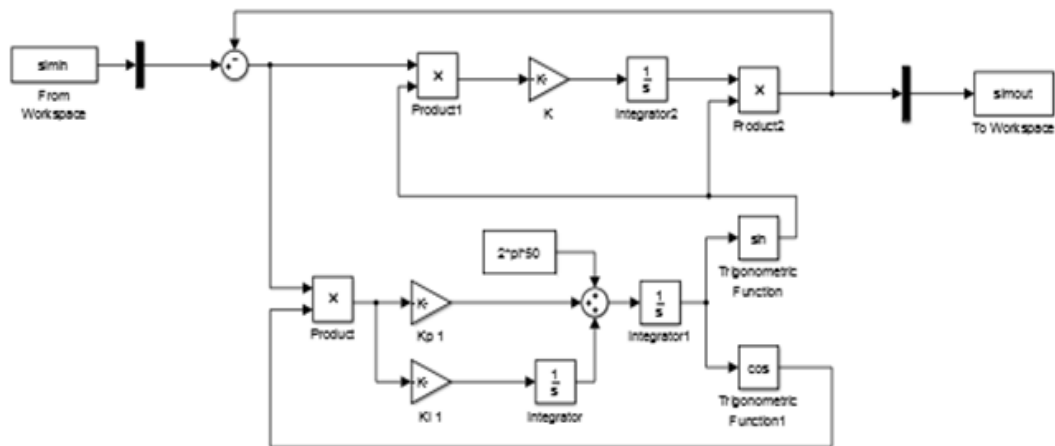 simin
From
Workspace
Product1
K
1
s
Integrator2
Product2
simout
To Workspace
2*pi*50
sin
Trigonometric
Function
Product
K-
Kp 1
1
s
Integrator1
K-
Ki 1
1
s
Integrator
cos
Trigonometric
Function1